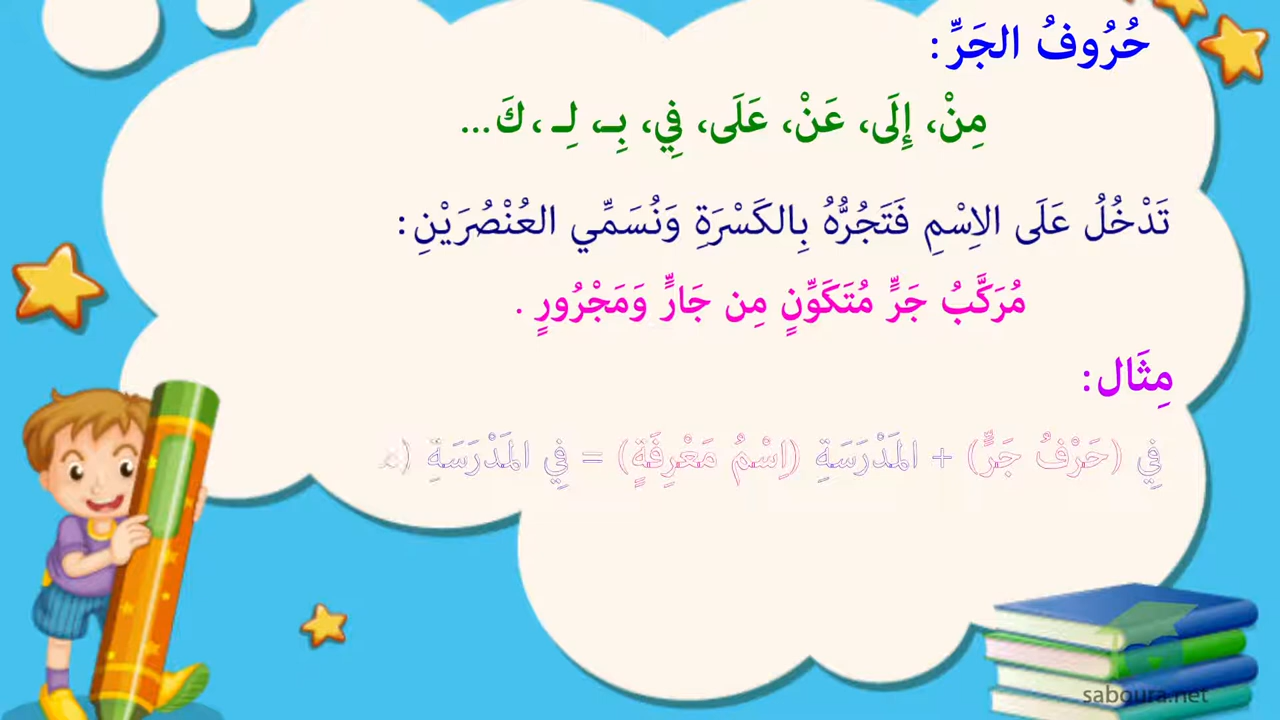 حُرُوفُ الجَرِّ :
مِنْ، إِلَى، عَنْ، عَلَى، فِي، بِـ، لِـ ، كَ...
تَدْخُلُ عَلَى الاِسْمِ فَتَجُرُّهُ بِالكَسْرَةِ وَنُسَمِّي العُنْصُرَيْنِ :
مُرَكَّبُ جَرٍّ مُتَكَوِّنٍ مِن جَارٍّ وَمَجْرُورٍ .
مِثَال :
فِي (حَرْفُ جَرٍّ) + المَدْرَسَةِ (اِسْمُ مَعْرِفَةٍ) = فِي المَدْرَسَةِ
saboura.net